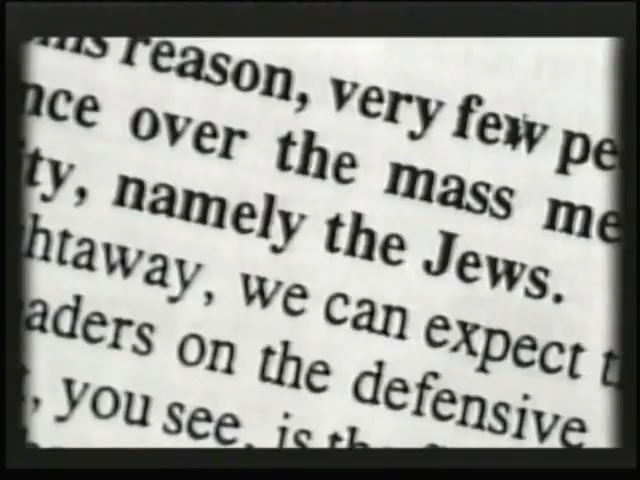 reason, very few pe
nce over the mass me
ty, namely the Jews.
htaway, we can expect t
aders on the defensive
, you see, is the